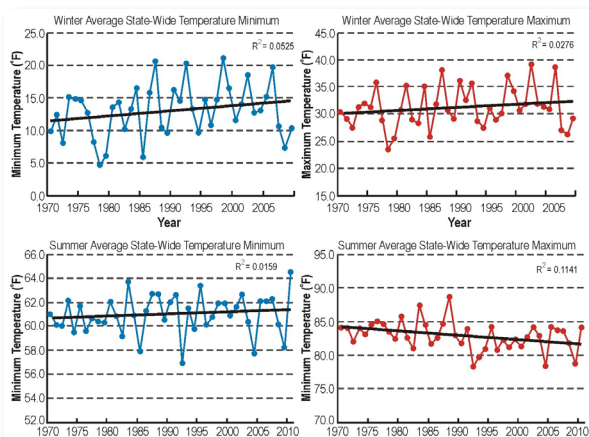 Winter Average State-Wide Temperature Minimum
R2= 0.0525
Minimum Temperature (°F)
25.0
20.0
15.0
10.0
5.0
0.0
1970 1975 1980 1985 1990 1995 2000 2005
Year
Winter Average State-Wide Temperature Maximum
R2= 0.0276
Maximum Temperature (°F)
45.0
40.0
35.0
30.0
25.0
20.0
15.0
1970 1975 1980 1985 1990 1995 2000 2005
Year
Summer Average State-Wide Temperature Minimum
R2= 0.0159
Minimum Temperature (°F)
66.0
64.0
62.0
60.0
58.0
56.0
54.0
52.0
1970 1975 1980 1985 1990 1995 2000 2005 2010
Summer Average State-Wide Temperature Maximum
R2= 0.1141
Minimum Temperature (°F)
95.0
90.0
85.0
80.0
75.0
70.0
1970 1975 1980 1985 1990 1995 2000 2005 2010